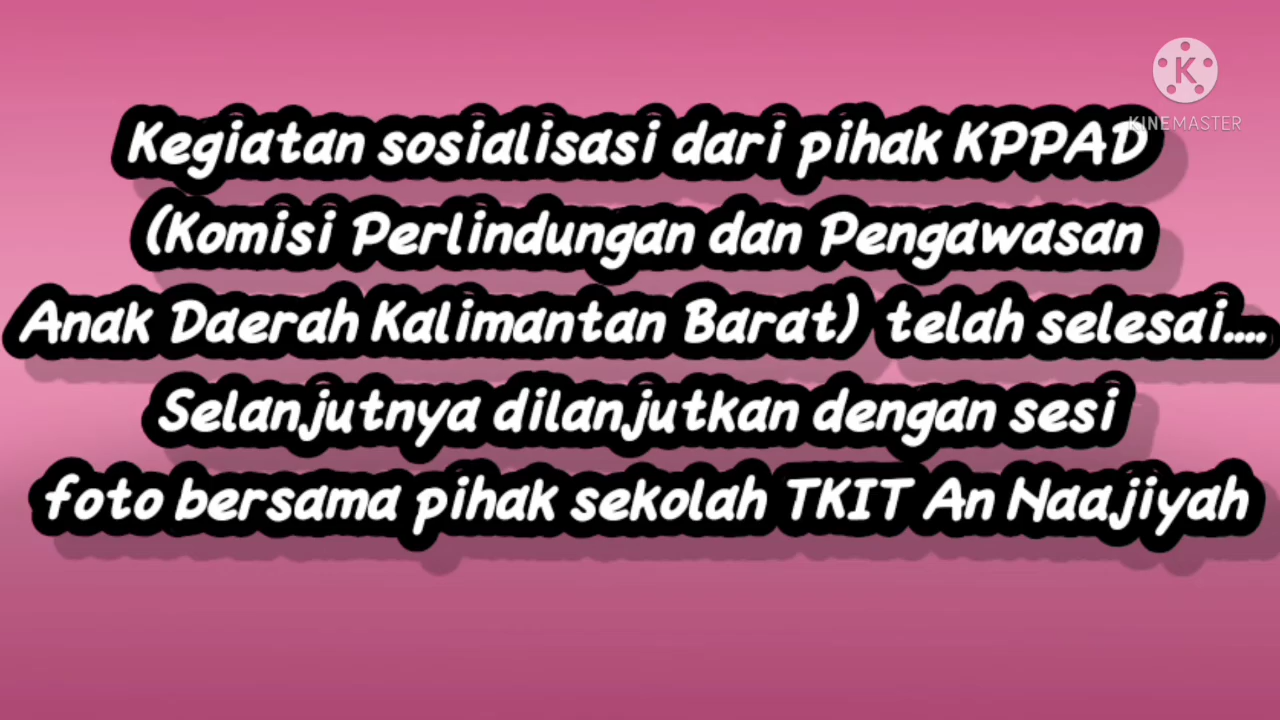 KINEMASTER
Kegiatan sosialisasi dari pihak KPPAD
(Komisi Perlindungan dan Pengawasan
Anak Daerah Kalimantan Barat) telah selesai....
Selanjutnya dilanjutkan dengan sesi
foto bersama pihak sekolah TKIT An Naajiyah